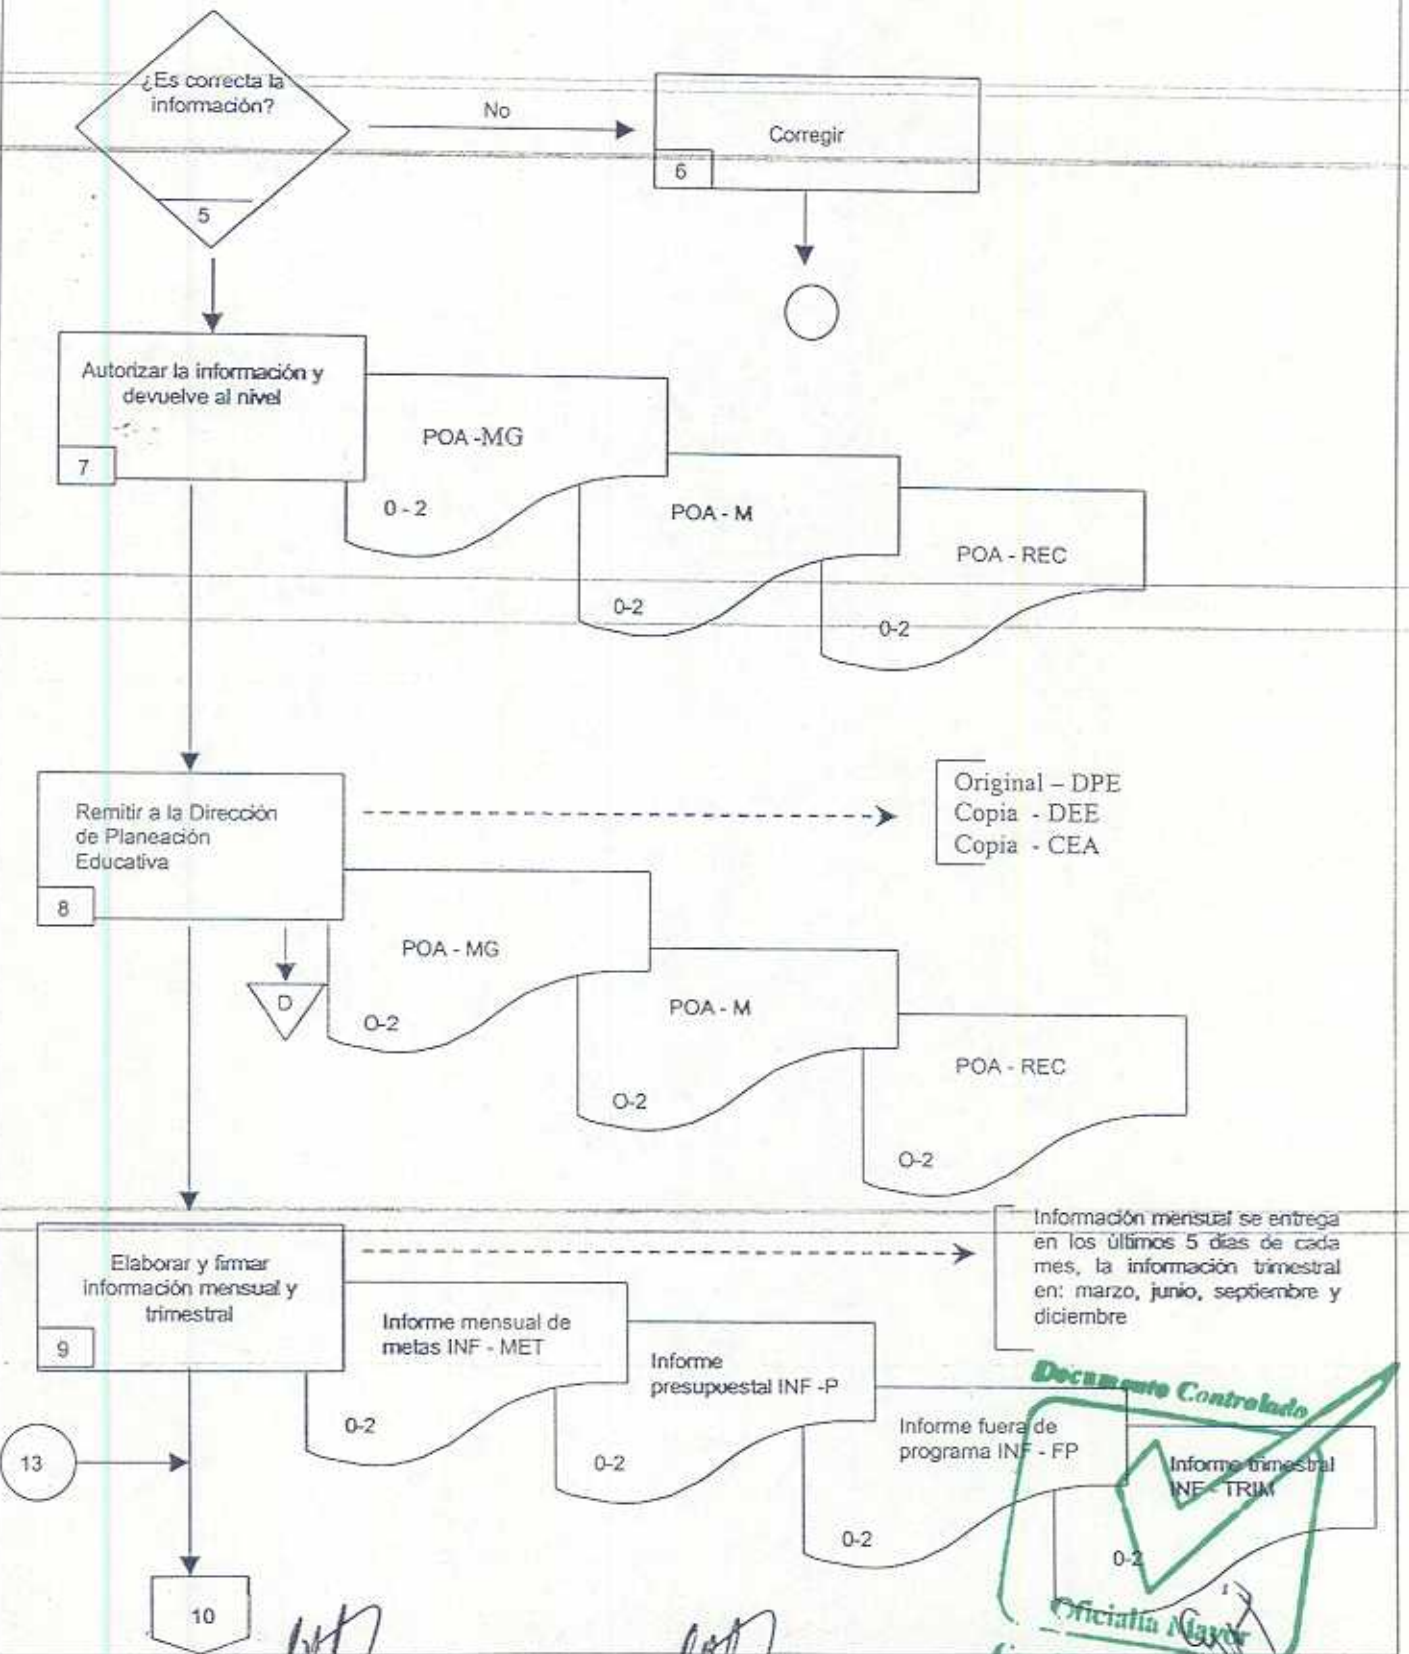 ¿Es correcta la
información?
5
No
Corregir
6
Autorizar la información y
devuelve al nivel
7
POA -MG
0 - 2
POA - M
0-2
POA - REC
0-2
Remitir a la Dirección
de Planeación
Educativa
8
D
Original – DPE
Copia - DEE
Copia - CEA
POA - MG
O-2
POA - M
O-2
POA - REC
O-2
Elaborar y firmar
información mensual y
trimestral
9
Información mensual se entrega
en los últimos 5 días de cada
mes, la información trimestral
en: marzo, junio, septiembre y
diciembre
Informe mensual de
metas INF - MET
0-2
Informe
presupuestal INF -P
0-2
Informe fuera de
programa INF - FP
0-2
Informe trimestral
INF - TRIM
0-2
13
10
Documento Controlado
Oficialía Mayor